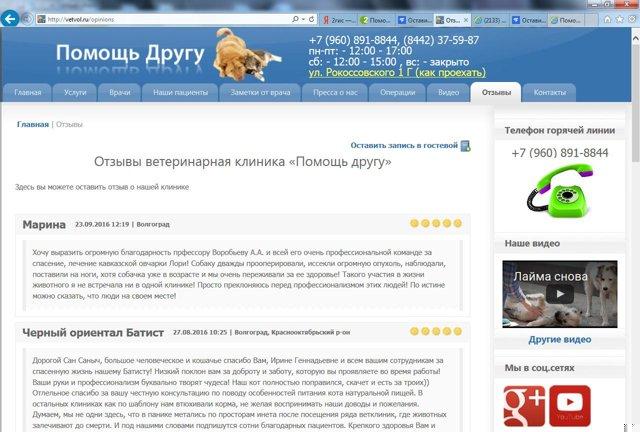 http://vetvol.ru/opinions
2гис —...
Помо...
Остави...
Отз...
(2133) ...
Остави...
Помощь...
Помощь Другу
+7 (960) 891-8844, (8442) 37-59-87
пн-пт: - 12:00 - 17:00
сб: - 12:00 - 15:00 , вс: - закрыто
ул. Рокоссовского 1 Г (как проехать)
Главная Услуги Врачи Наши пациенты Заметки от врача Пресса о нас Операции Видео Отзывы Контакты
Главная | Отзывы
Оставить запись в гостевой
Отзывы ветеринарная клиника «Помощь другу»
Здесь вы можете оставить отзыв о нашей клинике
Марина 23.09.2016 12:19 | Волгоград
Хочу выразить огромную благодарность прфессору Воробьеву А.А. и всей его очень профессиональной команде за
спасение, лечение кавказской овчарки Лори! Собаку дважды прооперировали, иссекли огромную опухоль, наблюдали,
поставили на ноги, хотя собачка уже в возрасте и мы очень переживали за ее здоровье! Такого участия в жизни
животного я не встречала ни в одной клинике! Просто преклоняюсь перед профессионализмом этих людей! По истине
можно сказать, что люди на своем месте!
Черный ориентал Батист 27.08.2016 10:25 | Волгоград, Краснооктябрьский р-он
Дорогой Сан Саныч, большое человеческое и кошачье спасибо Вам, Ирине Геннадьевне и всем вашим сотрудникам за
спасенную жизнь нашему Батисту! Низкий поклон вам за доброту и заботу, которую вы проявляете во время работы!
Ваши руки и профессионализм буквально творят чудеса! Наш кот полностью поправился, скачет и есть за троих))
Отлельное спасибо за вашу честную консультацию по поводу особенностей питания кота натуральной пищей. В
остальных клиниках как по шаблону нам втюхивали корма, не желая воспринимать наши доводы и пожелания.
Думаем, мы не одни здесь, что в панике метались по просторам инета после посещения ряда ветклиник, где животных
залечивают до смерти. И под нашими словами подпишутся сотни благодарных пациентов. Крепкого здоровья Вам и
Телефон горячей линии
+7 (960) 891-8844
Наше видео
Лайма снова
Другие видео
Мы в соц.сетях
g+
YouTube